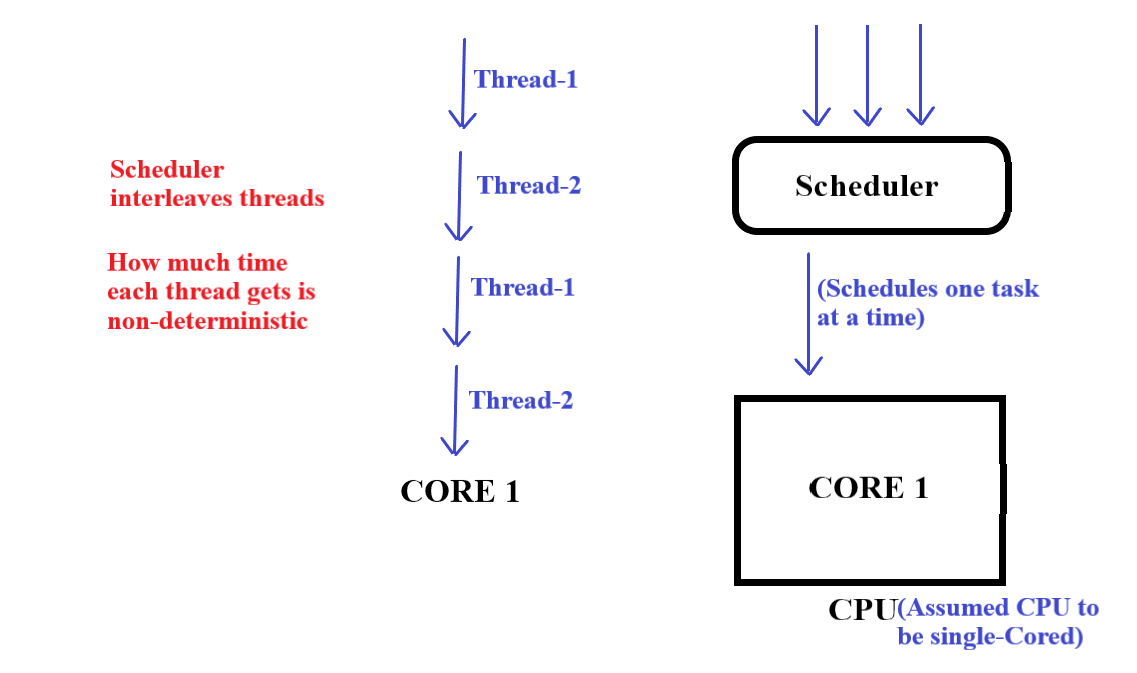 Scheduler
interleaves threads
How much time
each thread gets is
non-deterministic
Thread-1
Thread-2
Thread-1
Thread-2
CORE 1
Scheduler
(Schedules one task
at a time)
CORE 1
CPU(Assumed CPU to
be single-Cored)